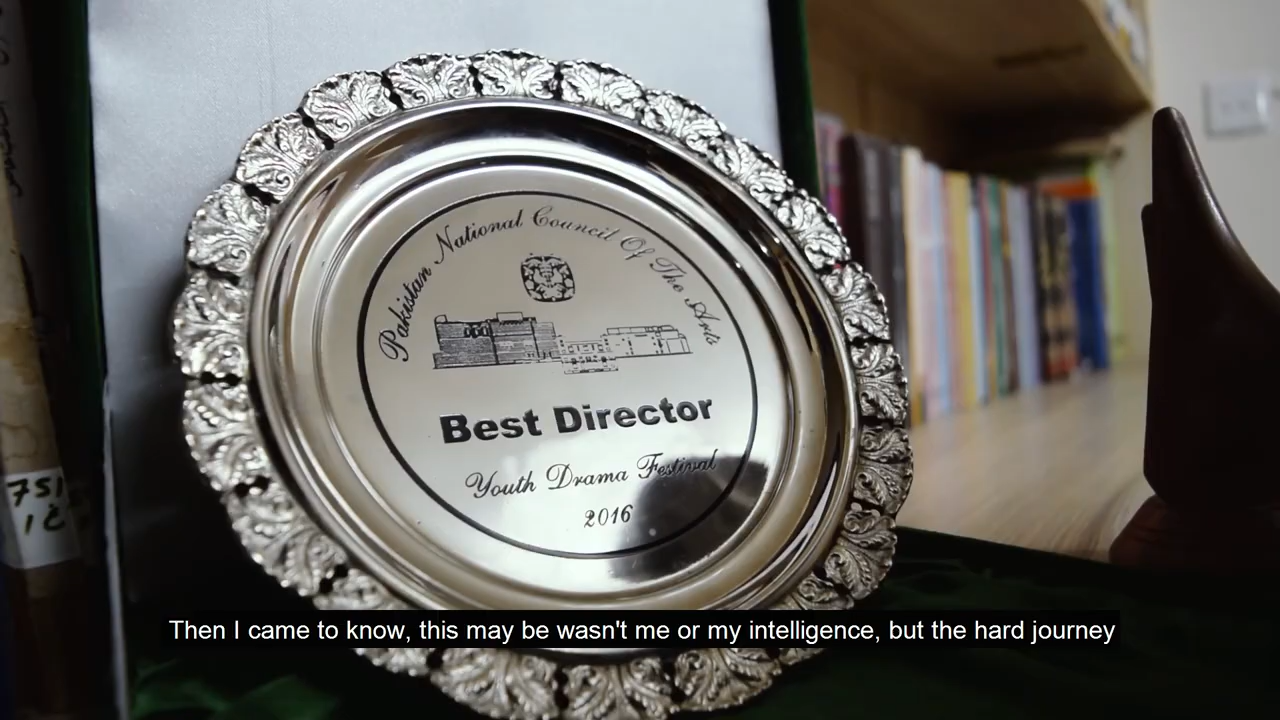 Pakistan National Council Of The Arts
Best Director
Youth Drama Festival
2016
751
Then I came to know, this may be wasn't me or my intelligence, but the hard journey